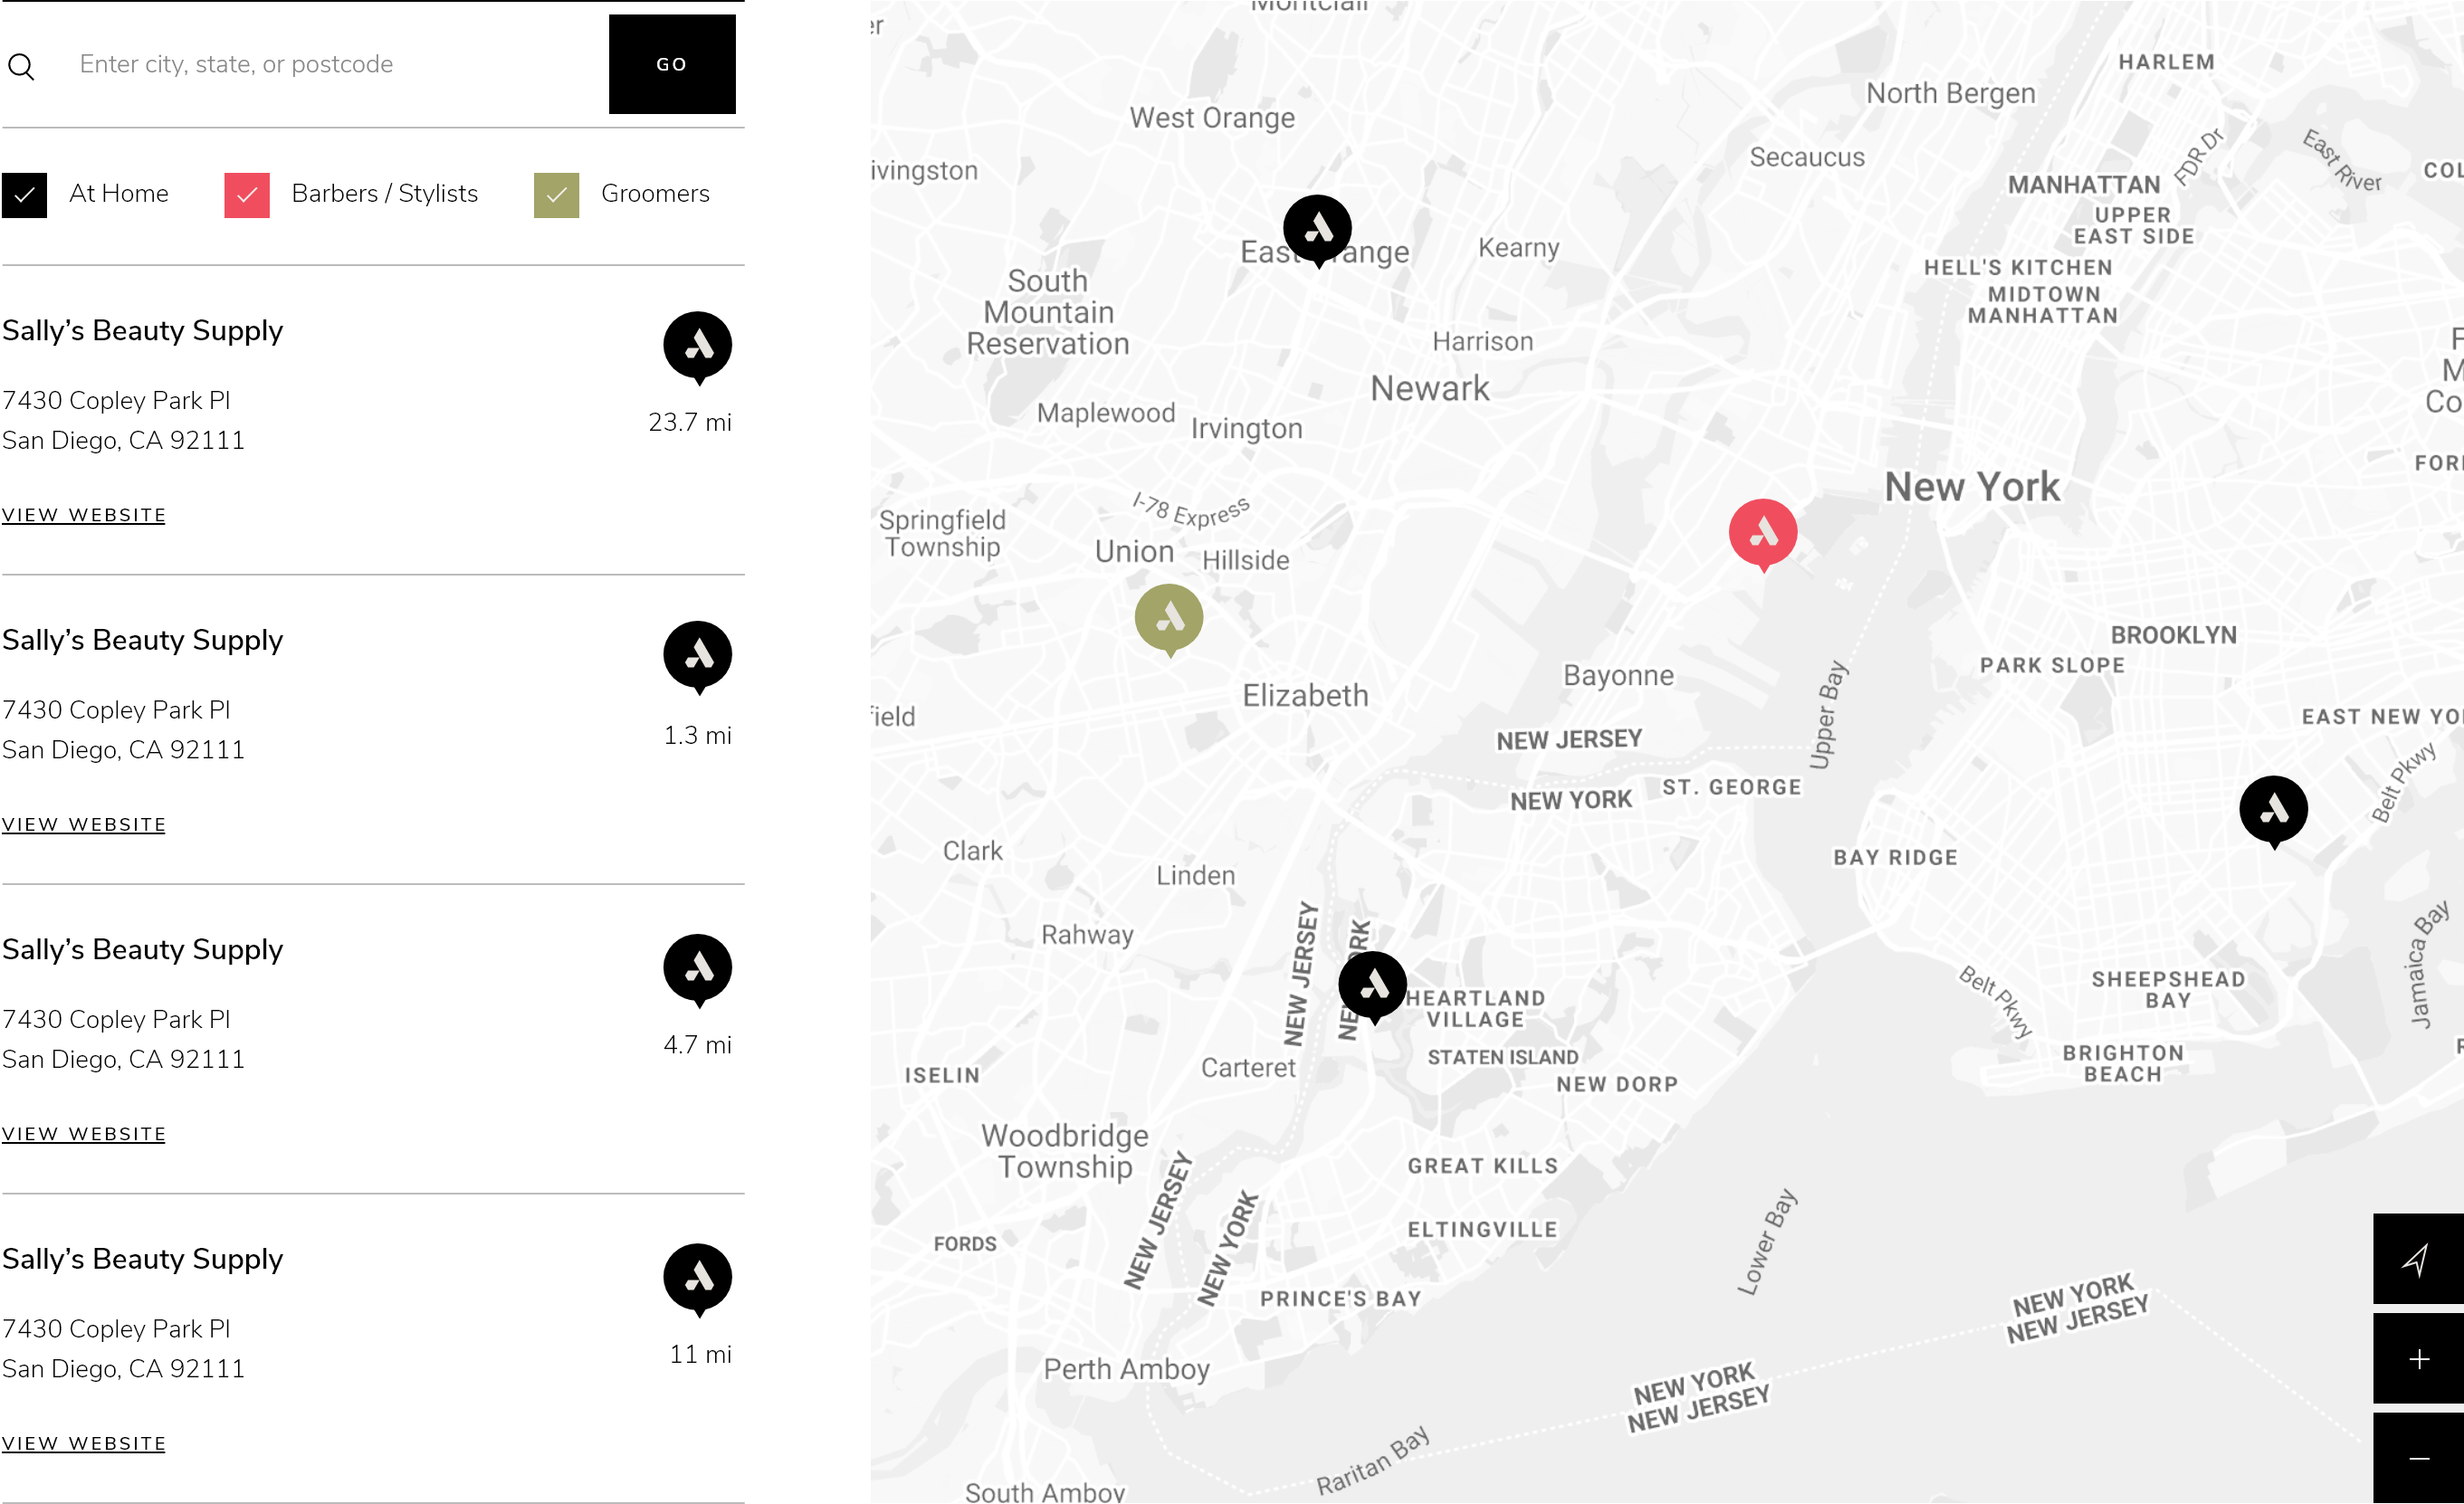 Enter city, state, or postcode
GO
At Home
Barbers / Stylists
Groomers
Sally’s Beauty Supply
7430 Copley Park Pl
San Diego, CA 92111
23.7 mi
VIEW WEBSITE
Sally’s Beauty Supply
7430 Copley Park Pl
San Diego, CA 92111
1.3 mi
VIEW WEBSITE
Sally’s Beauty Supply
7430 Copley Park Pl
San Diego, CA 92111
4.7 mi
VIEW WEBSITE
Sally’s Beauty Supply
7430 Copley Park Pl
San Diego, CA 92111
11 mi
VIEW WEBSITE
Montclair
HARLEM
North Bergen
West Orange
FDR Dr
East River
Secaucus
ivingston
MANHATTAN
UPPER
EAST SIDE
Kearny
HELL'S KITCHEN
South
Mountain
Reservation
MIDTOWN
MANHATTAN
Harrison
Newark
Maplewood
Irvington
New York
I-78 Express
Springfield
Township
Union
Hillside
BROOKLYN
PARK SLOPE
Bayonne
Elizabeth
Upper Bay
field
EAST NEW YO
NEW JERSEY
NEW YORK
ST. GEORGE
Belt Pkwy
Clark
BAY RIDGE
Linden
Rahway
NEW JERSEY
Jamaica Bay
SHEEPSHEAD
BAY
HEARTLAND
VILLAGE
Belt Pkwy
STATEN ISLAND
BRIGHTON
BEACH
Carteret
ISELIN
NEW DORP
Woodbridge
Township
GREAT KILLS
NEW JERSEY
NEW YORK
ELTINGVILLE
Lower Bay
FORDS
PRINCE'S BAY
NEW YORK
NEW JERSEY
Perth Amboy
NEW YORK
NEW JERSEY
Raritan Bay
South Amboy